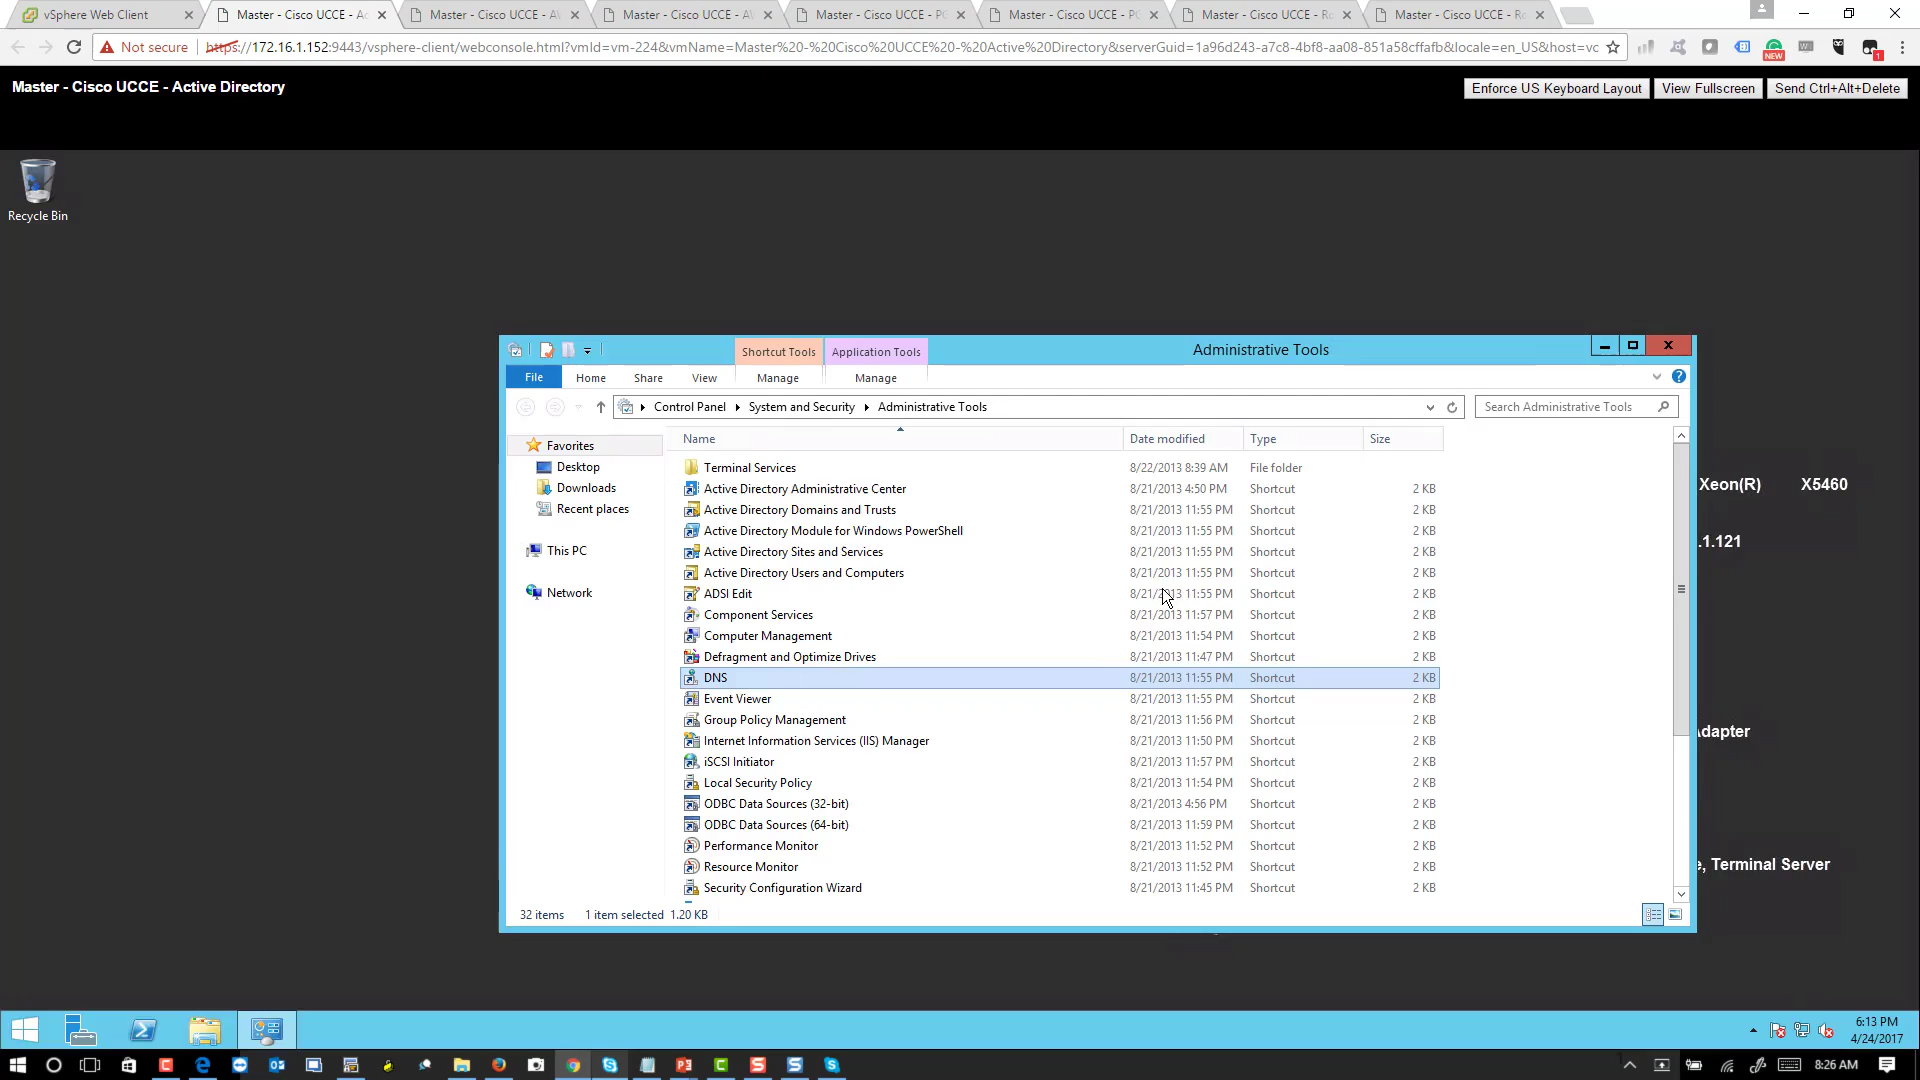 vSphere Web Client
Master - Cisco UCCE - Ac
Master - Cisco UCCE - AV
Master - Cisco UCCE - AV
Master - Cisco UCCE - PG
Master - Cisco UCCE - PG
Master - Cisco UCCE - Ro
Master - Cisco UCCE - Ro
Not secure https://172.16.1.152:9443/vsphere-client/webconsole.html?vmId=vm-224&vmName=Master%20-%20Cisco%20UCCE%20-%20Active%20Directory&serverGuid=1a96d243-a7c8-4bf8-aa08-851a58cffafb&locale=en_US&host=vc
NEW
1
Master - Cisco UCCE - Active Directory
Enforce US Keyboard Layout View Fullscreen Send Ctrl+Alt+Delete
Recycle Bin
Shortcut Tools Application Tools Administrative Tools
File Home Share View Manage Manage
Control Panel System and Security Administrative Tools Search Administrative Tools
Name Date modified Type Size
Favorites
Desktop
Downloads
Recent places
This PC
Network
Terminal Services 8/22/2013 8:39 AM File folder
Active Directory Administrative Center 8/21/2013 4:50 PM Shortcut 2 KB
Active Directory Domains and Trusts 8/21/2013 11:55 PM Shortcut 2 KB
Active Directory Module for Windows PowerShell 8/21/2013 11:55 PM Shortcut 2 KB
Active Directory Sites and Services 8/21/2013 11:55 PM Shortcut 2 KB
Active Directory Users and Computers 8/21/2013 11:55 PM Shortcut 2 KB
ADSI Edit 8/21/2013 11:55 PM Shortcut 2 KB
Component Services 8/21/2013 11:57 PM Shortcut 2 KB
Computer Management 8/21/2013 11:54 PM Shortcut 2 KB
Defragment and Optimize Drives 8/21/2013 11:47 PM Shortcut 2 KB
DNS 8/21/2013 11:55 PM Shortcut 2 KB
Event Viewer 8/21/2013 11:55 PM Shortcut 2 KB
Group Policy Management 8/21/2013 11:56 PM Shortcut 2 KB
Internet Information Services (IIS) Manager 8/21/2013 11:50 PM Shortcut 2 KB
iSCSI Initiator 8/21/2013 11:57 PM Shortcut 2 KB
Local Security Policy 8/21/2013 11:54 PM Shortcut 2 KB
ODBC Data Sources (32-bit) 8/21/2013 4:56 PM Shortcut 2 KB
ODBC Data Sources (64-bit) 8/21/2013 11:59 PM Shortcut 2 KB
Performance Monitor 8/21/2013 11:52 PM Shortcut 2 KB
Resource Monitor 8/21/2013 11:52 PM Shortcut 2 KB
Security Configuration Wizard 8/21/2013 11:45 PM Shortcut 2 KB
32 items 1 item selected 1.20 KB
Xeon(R) X5460
.1.121
Adapter
e, Terminal Server
6:13 PM
4/24/2017
8:26 AM